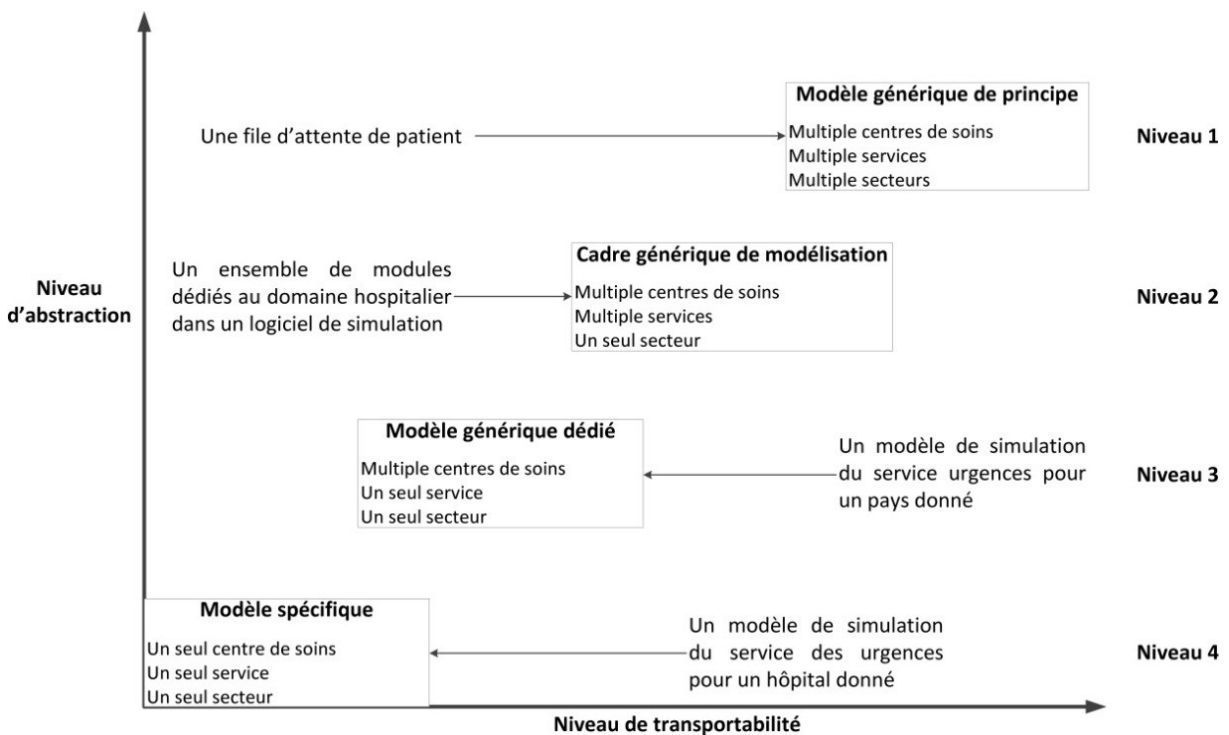 Modèle générique de principe
Une file d'attente de patient
Multiple centres de soins
Multiple services
Multiple secteurs
Niveau 1
Niveau
d'abstraction
Un ensemble de modules
dédiés au domaine hospitalier
dans un logiciel de simulation
Cadre générique de modélisation
Multiple centres de soins
Multiple services
Un seul secteur
Niveau 2
Modèle générique dédié
Multiple centres de soins
Un seul service
Un seul secteur
Un modèle de simulation
du service urgences pour
un pays donné
Niveau 3
Modèle spécifique
Un seul centre de soins
Un seul service
Un seul secteur
Un modèle de simulation
du service des urgences
pour un hôpital donné
Niveau 4
Niveau de transportabilité